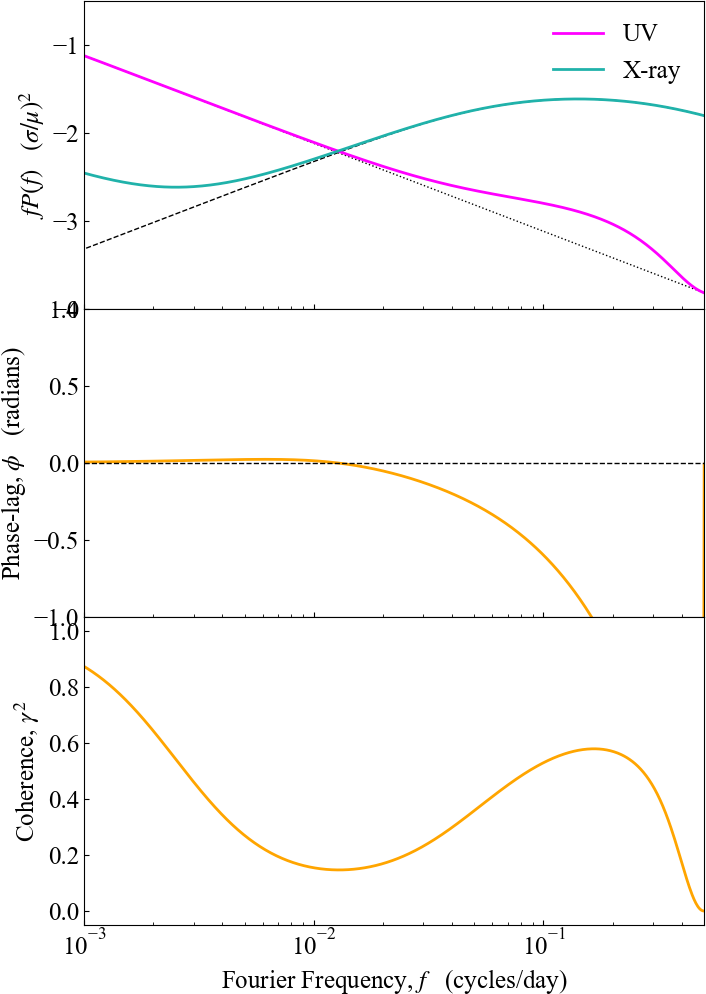 UV
X-ray
−1
−2
−3
−4
fP(f) (σ/μ)²
1.0
0.5
0.0
−0.5
−1.0
Phase-lag, ϕ (radians)
1.0
0.8
0.6
0.4
0.2
0.0
Coherence, γ²
10⁻³ 10⁻² 10⁻¹
Fourier Frequency, f (cycles/day)